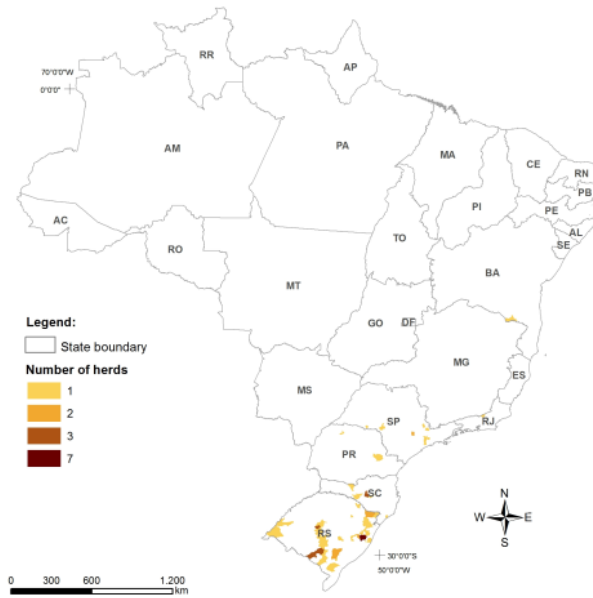 RR
AP
70°0'0"W
0°0'0"
AM
PA
MA
CE
RN
PB
PI
PE
AL
SE
AC
RO
TO
BA
MT
GO
DF
Legend:
State boundary
MG
ES
Number of herds
MS
1
2
SP
RJ
3
PR
7
SC
N
W
E
S
RS
30°0'0"S
50°0'0"W
0 300 600 1.200
km